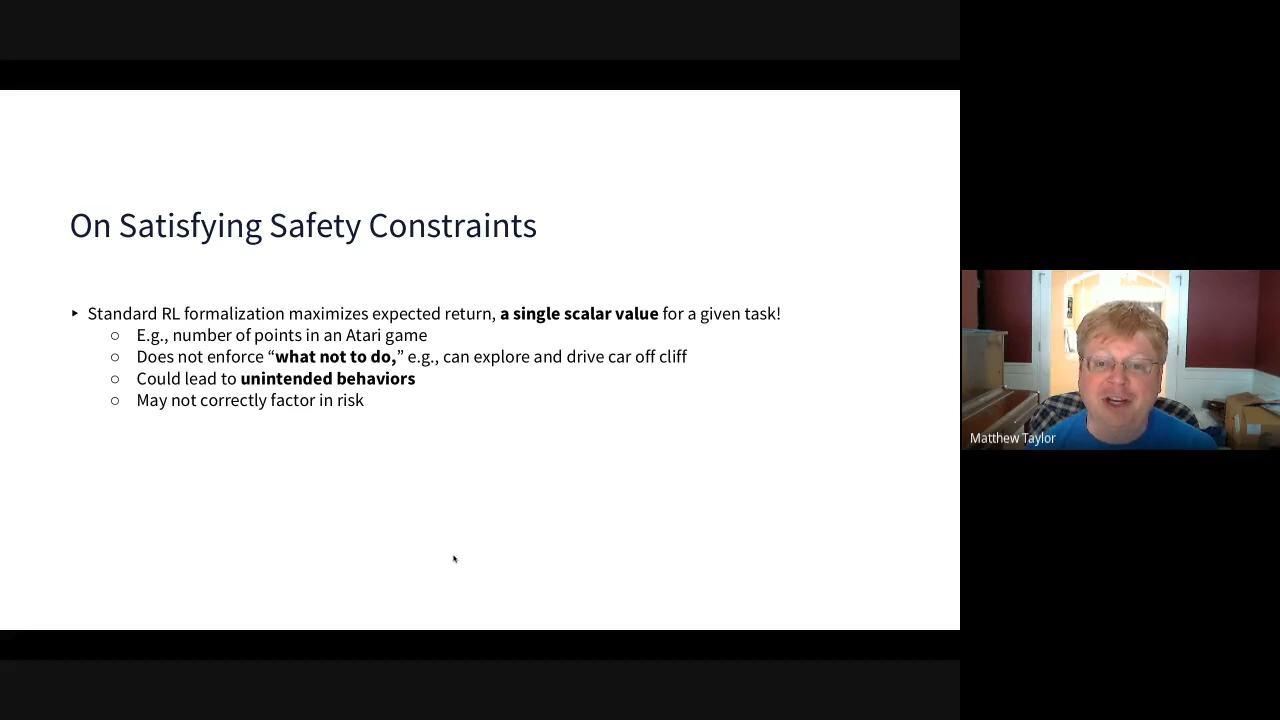 On Satisfying Safety Constraints
‣ Standard RL formalization maximizes expected return, a single scalar value for a given task!
○ E.g., number of points in an Atari game
○ Does not enforce “what not to do,” e.g., can explore and drive car off cliff
○ Could lead to unintended behaviors
○ May not correctly factor in risk
Matthew Taylor